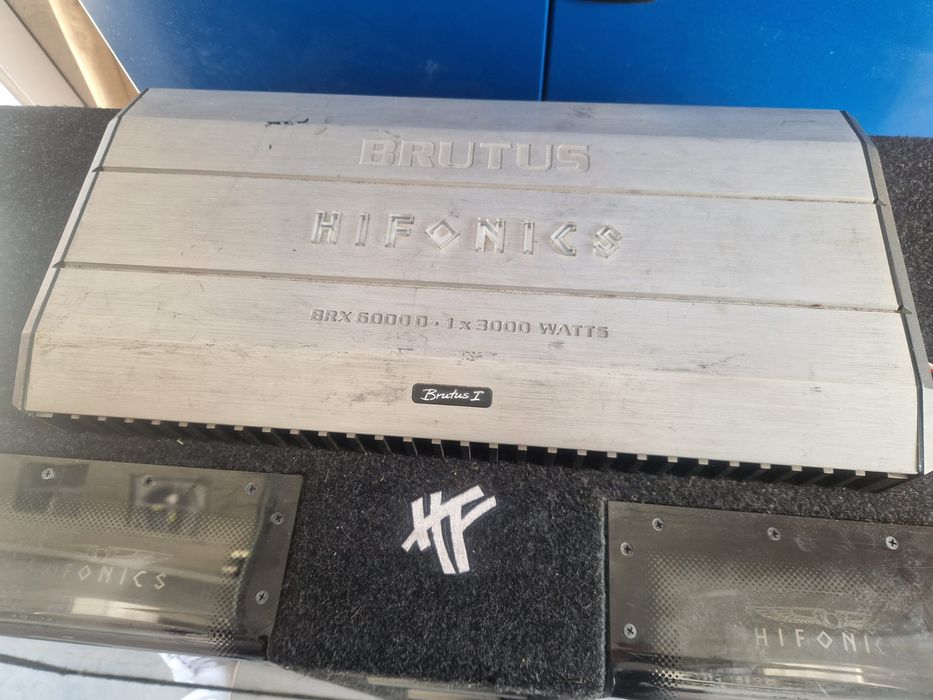 BRUTUS
HIFONICS
BRX 6000D · 1 x 3000 WATTS
Brutus I
HF
HIFONICS
HIFONICS